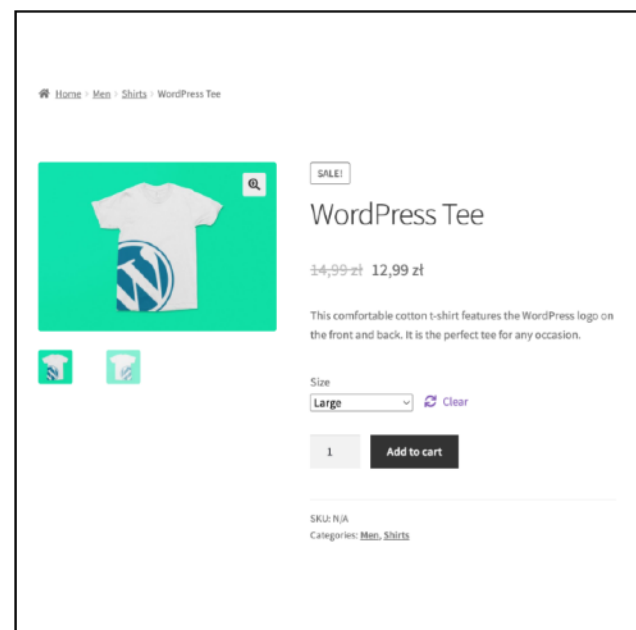 Home > Men > Shirts > WordPress Tee
SALE!
WordPress Tee
14,99 zł 12,99 zł
This comfortable cotton t-shirt features the WordPress logo on
the front and back. It is the perfect tee for any occasion.
Size
Large Clear
1 Add to cart
SKU: N/A
Categories: Men, Shirts